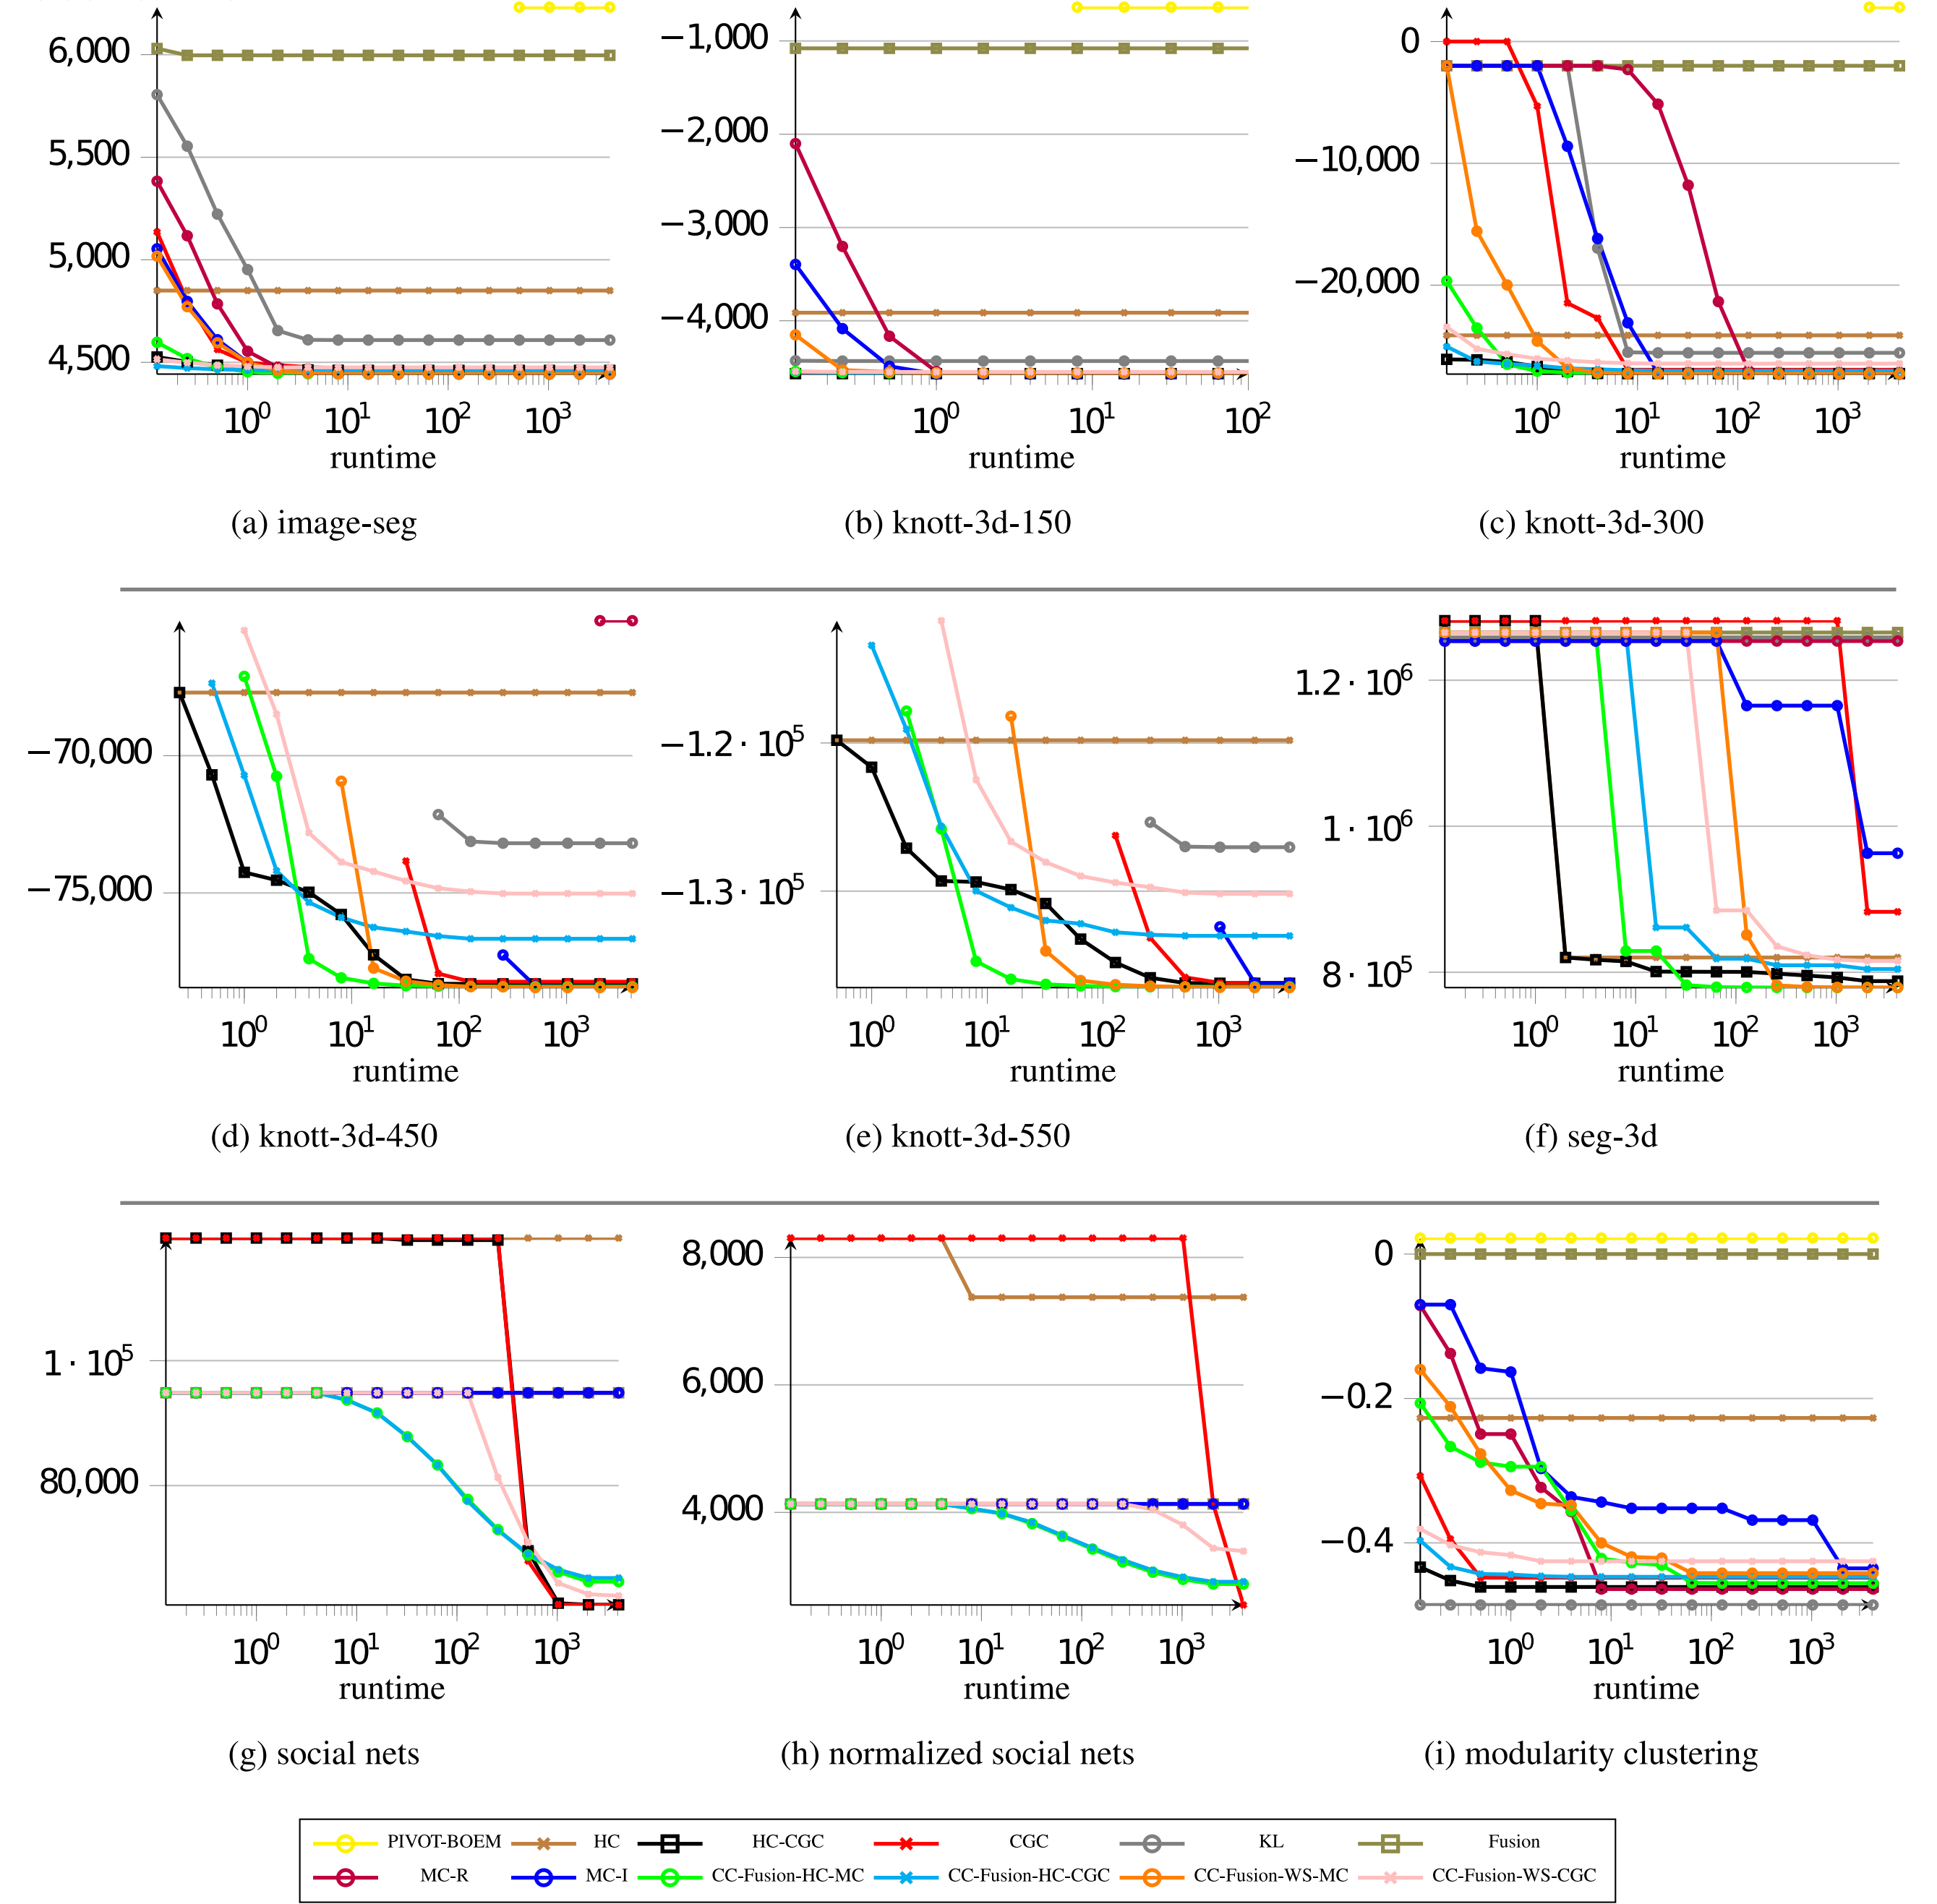 6,000
5,500
5,000
4,500
10^0 10^1 10^2 10^3
runtime
(a) image-seg
−1,000
−2,000
−3,000
−4,000
10^0 10^1 10^2
runtime
(b) knott-3d-150
0
−10,000
−20,000
10^0 10^1 10^2 10^3
runtime
(c) knott-3d-300
−70,000
−75,000
10^0 10^1 10^2 10^3
runtime
(d) knott-3d-450
−1.2 · 10^5
−1.3 · 10^5
10^0 10^1 10^2 10^3
runtime
(e) knott-3d-550
1.2 · 10^6
1 · 10^6
8 · 10^5
10^0 10^1 10^2 10^3
runtime
(f) seg-3d
1 · 10^5
80,000
10^0 10^1 10^2 10^3
runtime
(g) social nets
8,000
6,000
4,000
10^0 10^1 10^2 10^3
runtime
(h) normalized social nets
0
−0.2
−0.4
10^0 10^1 10^2 10^3
runtime
(i) modularity clustering
PIVOT-BOEM HC HC-CGC CGC KL Fusion
MC-R MC-I CC-Fusion-HC-MC CC-Fusion-HC-CGC CC-Fusion-WS-MC CC-Fusion-WS-CGC